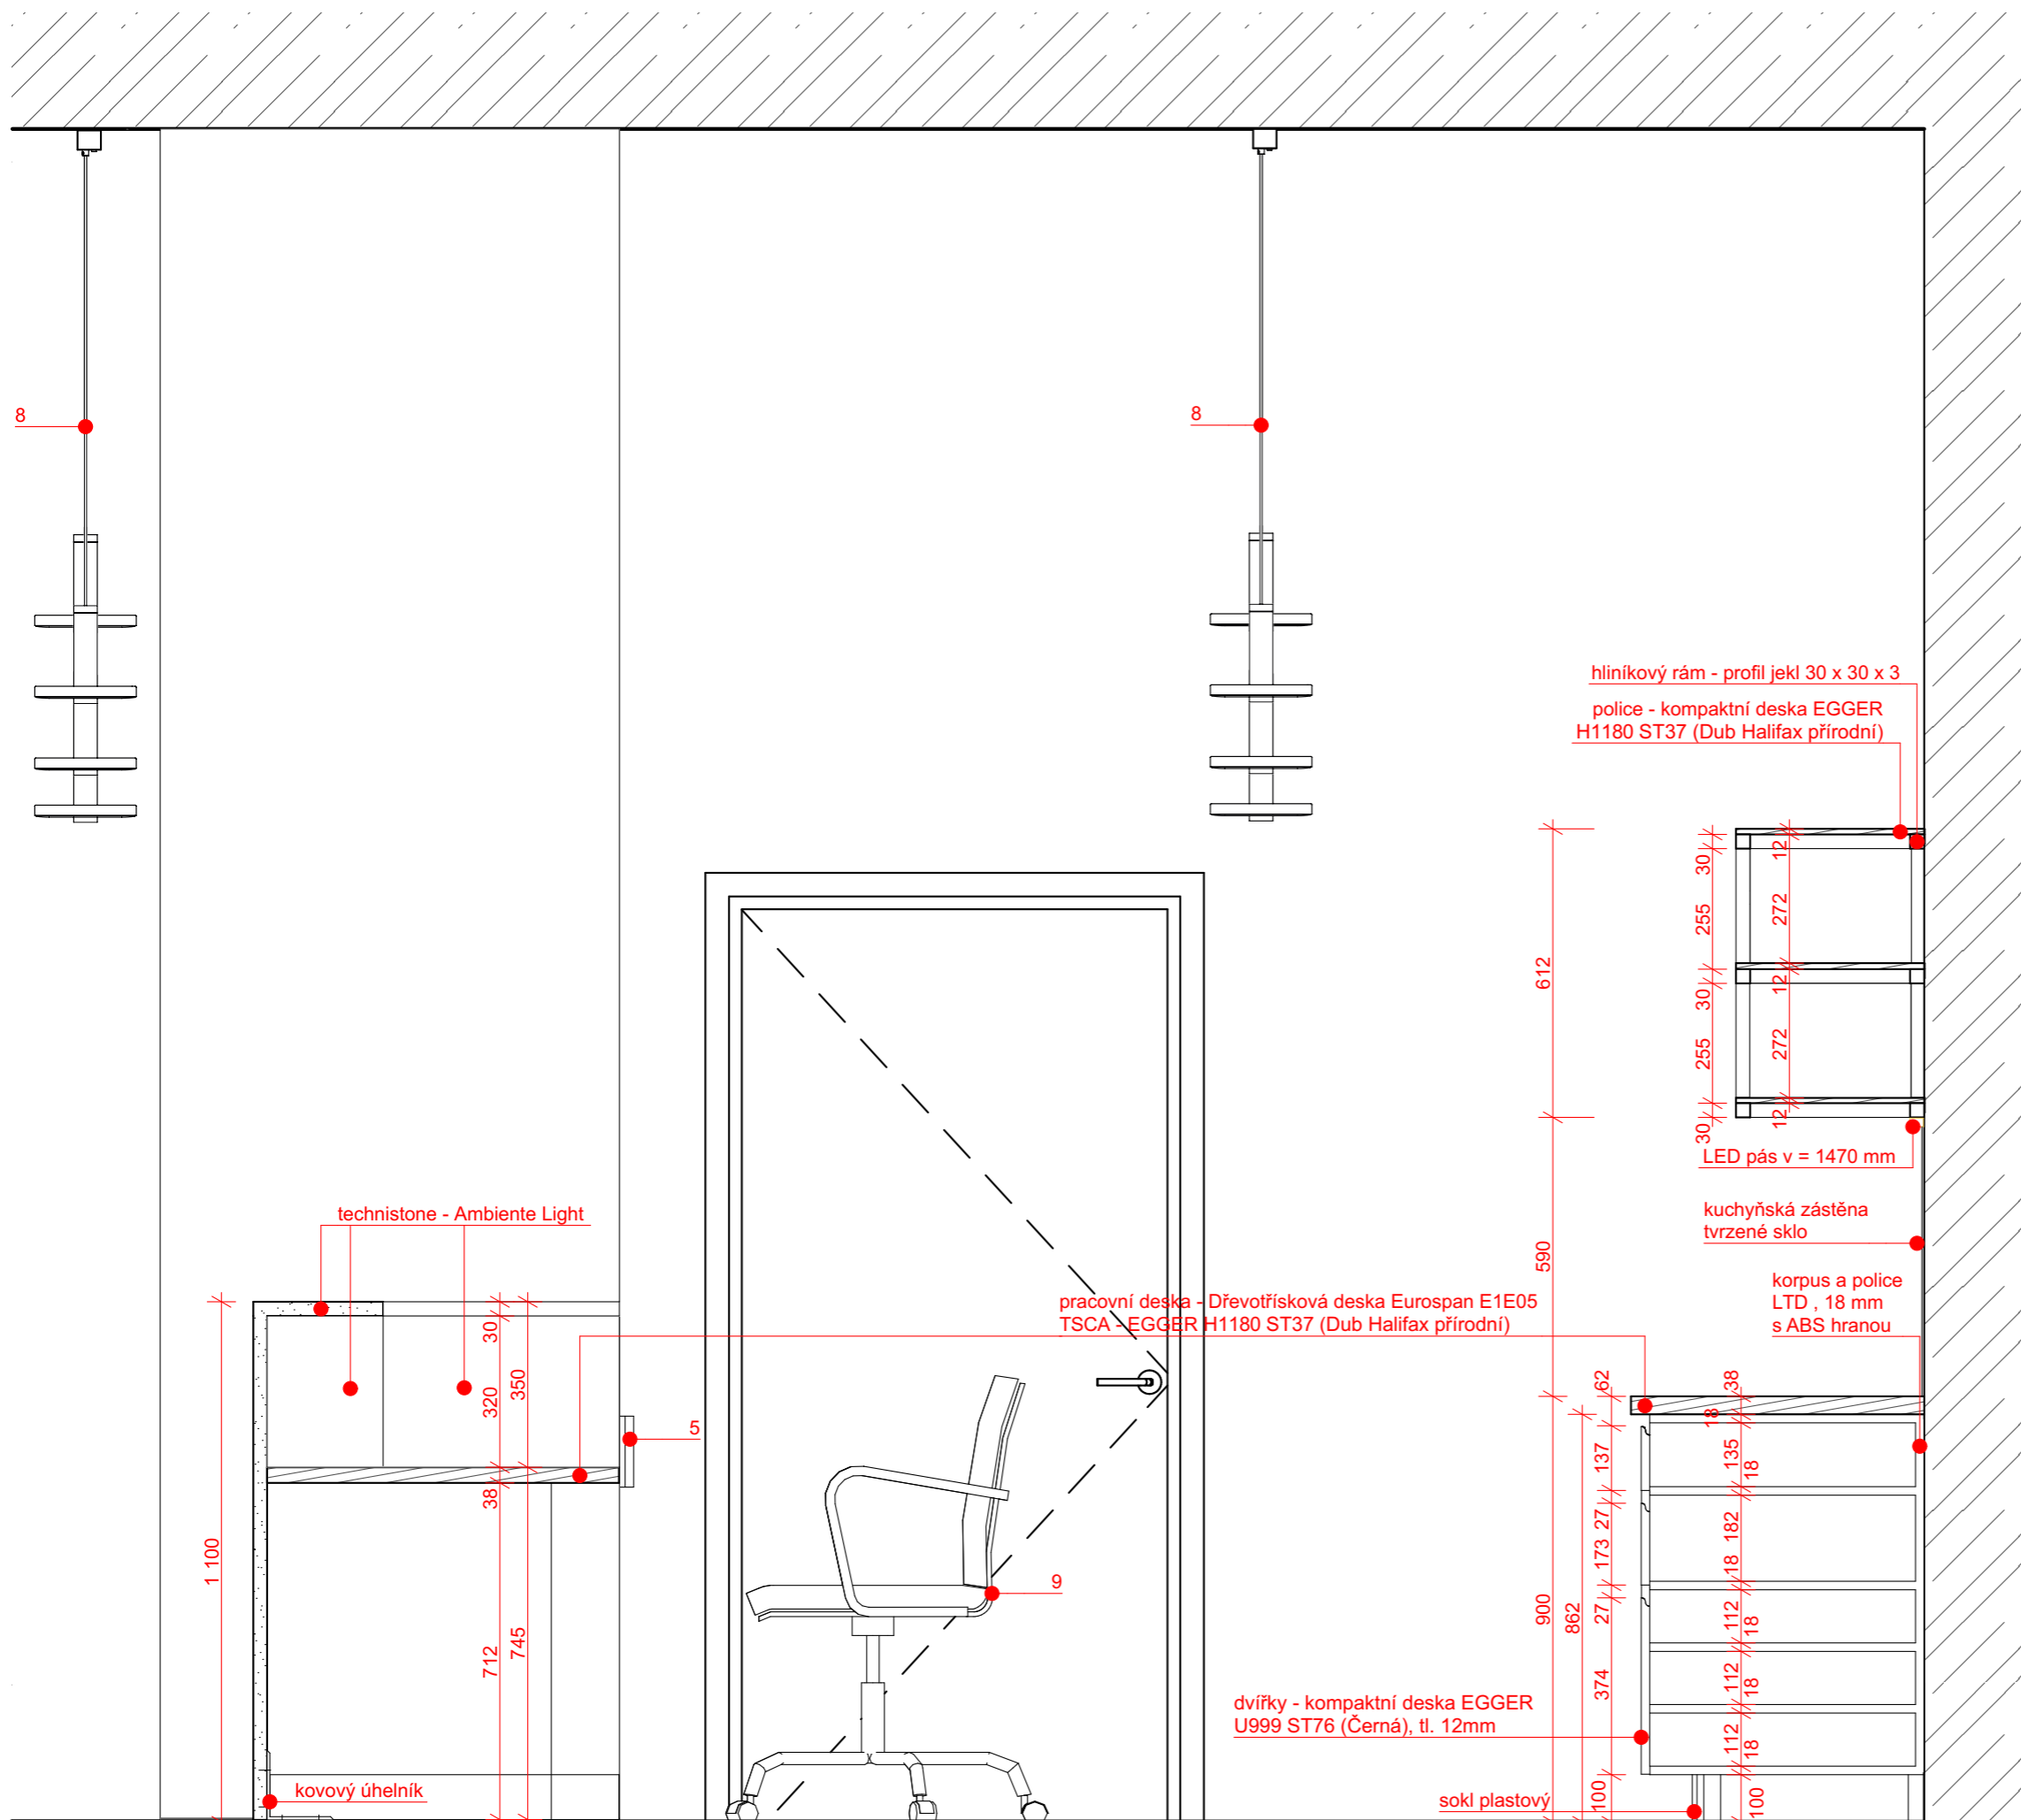 8
8
hliníkový rám - profil jekl 30 x 30 x 3
police - kompaktní deska EGGER
H1180 ST37 (Dub Halifax přírodní)
612
590
900
862
30
255
30
255
30
12
272
12
272
12
LED pás v = 1470 mm
kuchyňská zástěna
tvrzené sklo
korpus a police
LTD , 18 mm
s ABS hranou
technistone - Ambiente Light
pracovní deska - Dřevotřísková deska Eurospan E1E05
TSCA - EGGER H1180 ST37 (Dub Halifax přírodní)
1 100
30
320
38
712
350
745
5
9
62
137
27
173
27
374
100
38
18
135
18
182
18
112
18
112
18
112
18
100
dvířky - kompaktní deska EGGER
U999 ST76 (Černá), tl. 12mm
kovový úhelník
sokl plastový